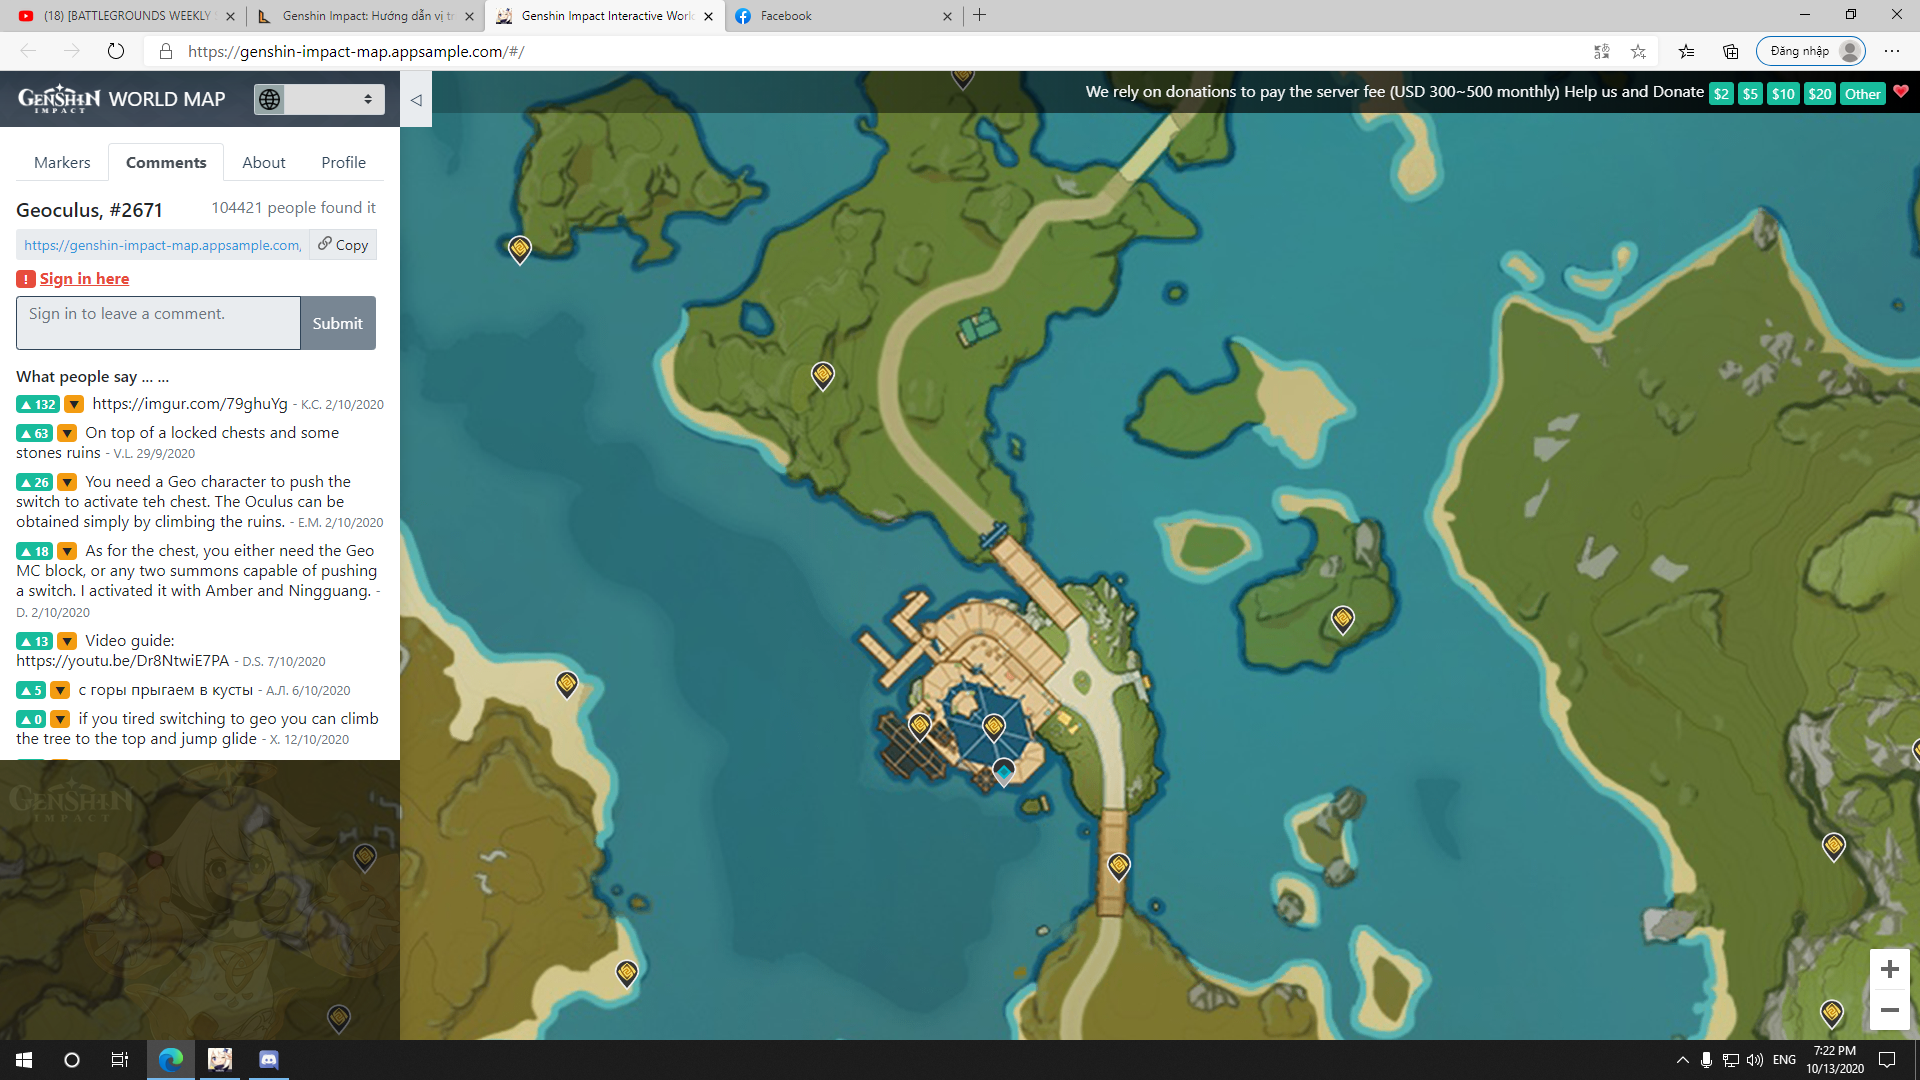 (18) [BATTLEGROUNDS WEEKLY
Genshin Impact: Hướng dẫn vị tr
Genshin Impact Interactive Worl
Facebook
https://genshin-impact-map.appsample.com/#/
Đăng nhập
GENSHIN
IMPACT
WORLD MAP
We rely on donations to pay the server fee (USD 300~500 monthly) Help us and Donate $2 $5 $10 $20 Other
Markers
Comments
About
Profile
Geoculus, #2671
104421 people found it
https://genshin-impact-map.appsample.com,
Copy
! Sign in here
Sign in to leave a comment.
Submit
What people say ... ...
▲ 132 ▼ https://imgur.com/79ghuYg - K.C. 2/10/2020
▲ 63 ▼ On top of a locked chests and some
stones ruins - V.L. 29/9/2020
▲ 26 ▼ You need a Geo character to push the
switch to activate teh chest. The Oculus can be
obtained simply by climbing the ruins. - E.M. 2/10/2020
▲ 18 ▼ As for the chest, you either need the Geo
MC block, or any two summons capable of pushing
a switch. I activated it with Amber and Ningguang. -
D. 2/10/2020
▲ 13 ▼ Video guide:
https://youtu.be/Dr8NtwiE7PA - D.S. 7/10/2020
▲ 5 ▼ с горы прыгаем в кусты - А.Л. 6/10/2020
▲ 0 ▼ if you tired switching to geo you can climb
the tree to the top and jump glide - X. 12/10/2020
GENSHIN
IMPACT
+
−
ENG
7:22 PM
10/13/2020